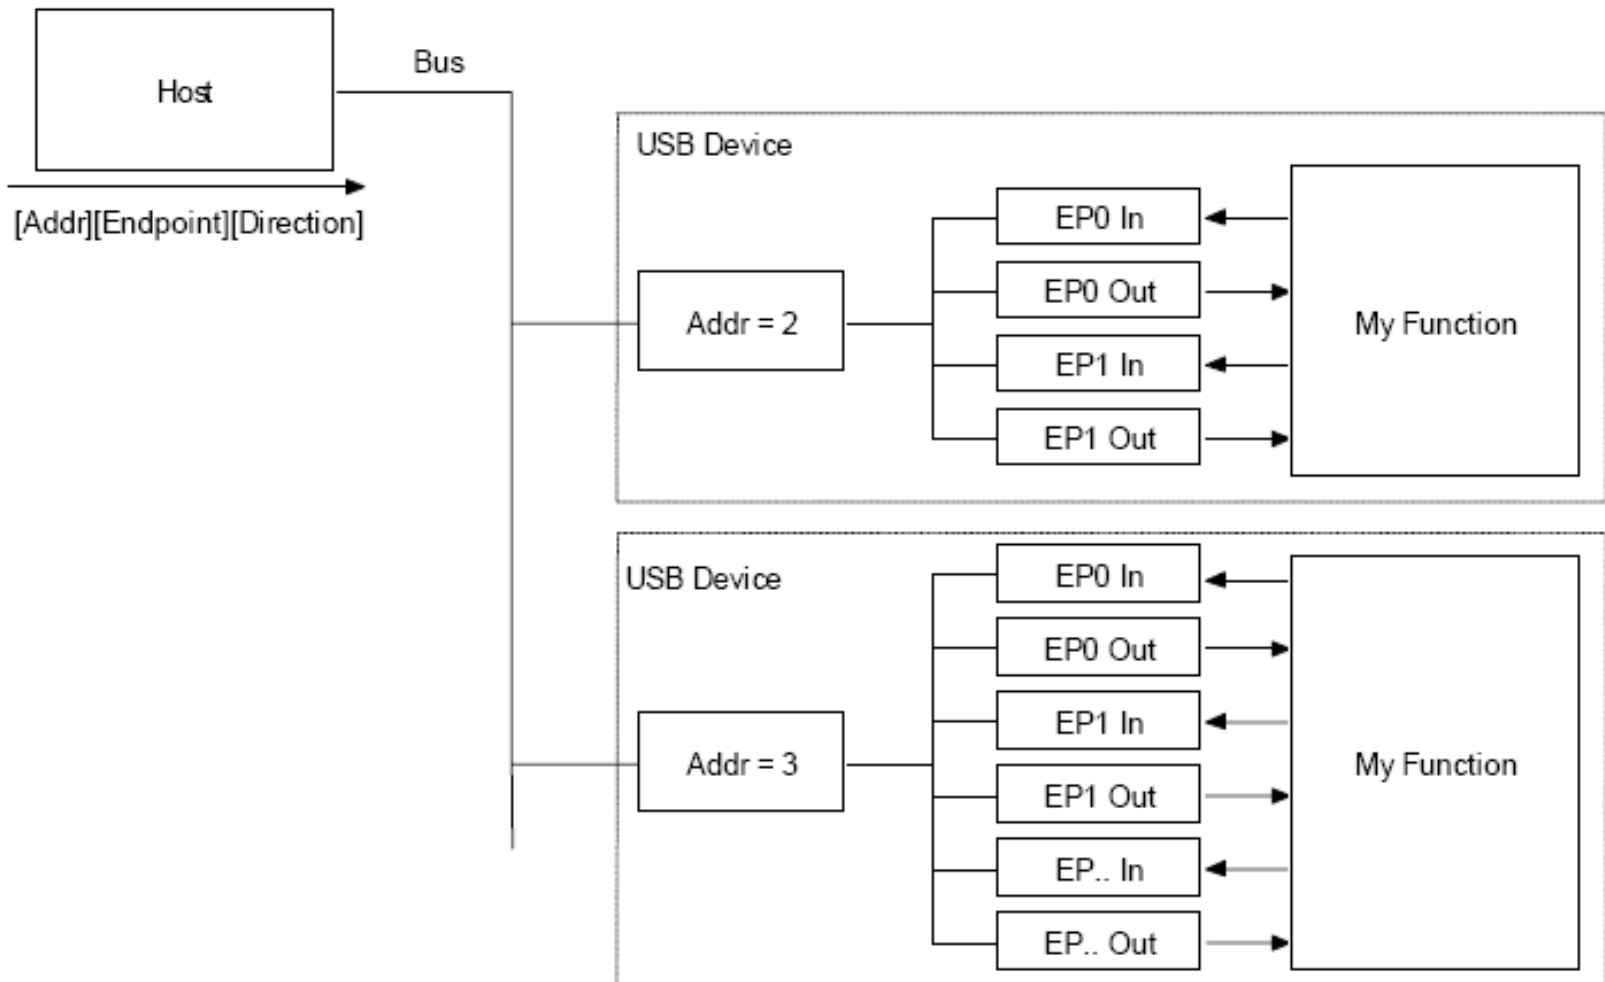 Host
Bus
[Addr][Endpoint][Direction]
USB Device
Addr = 2
EP0 In
EP0 Out
EP1 In
EP1 Out
My Function
USB Device
Addr = 3
EP0 In
EP0 Out
EP1 In
EP1 Out
EP.. In
EP.. Out
My Function